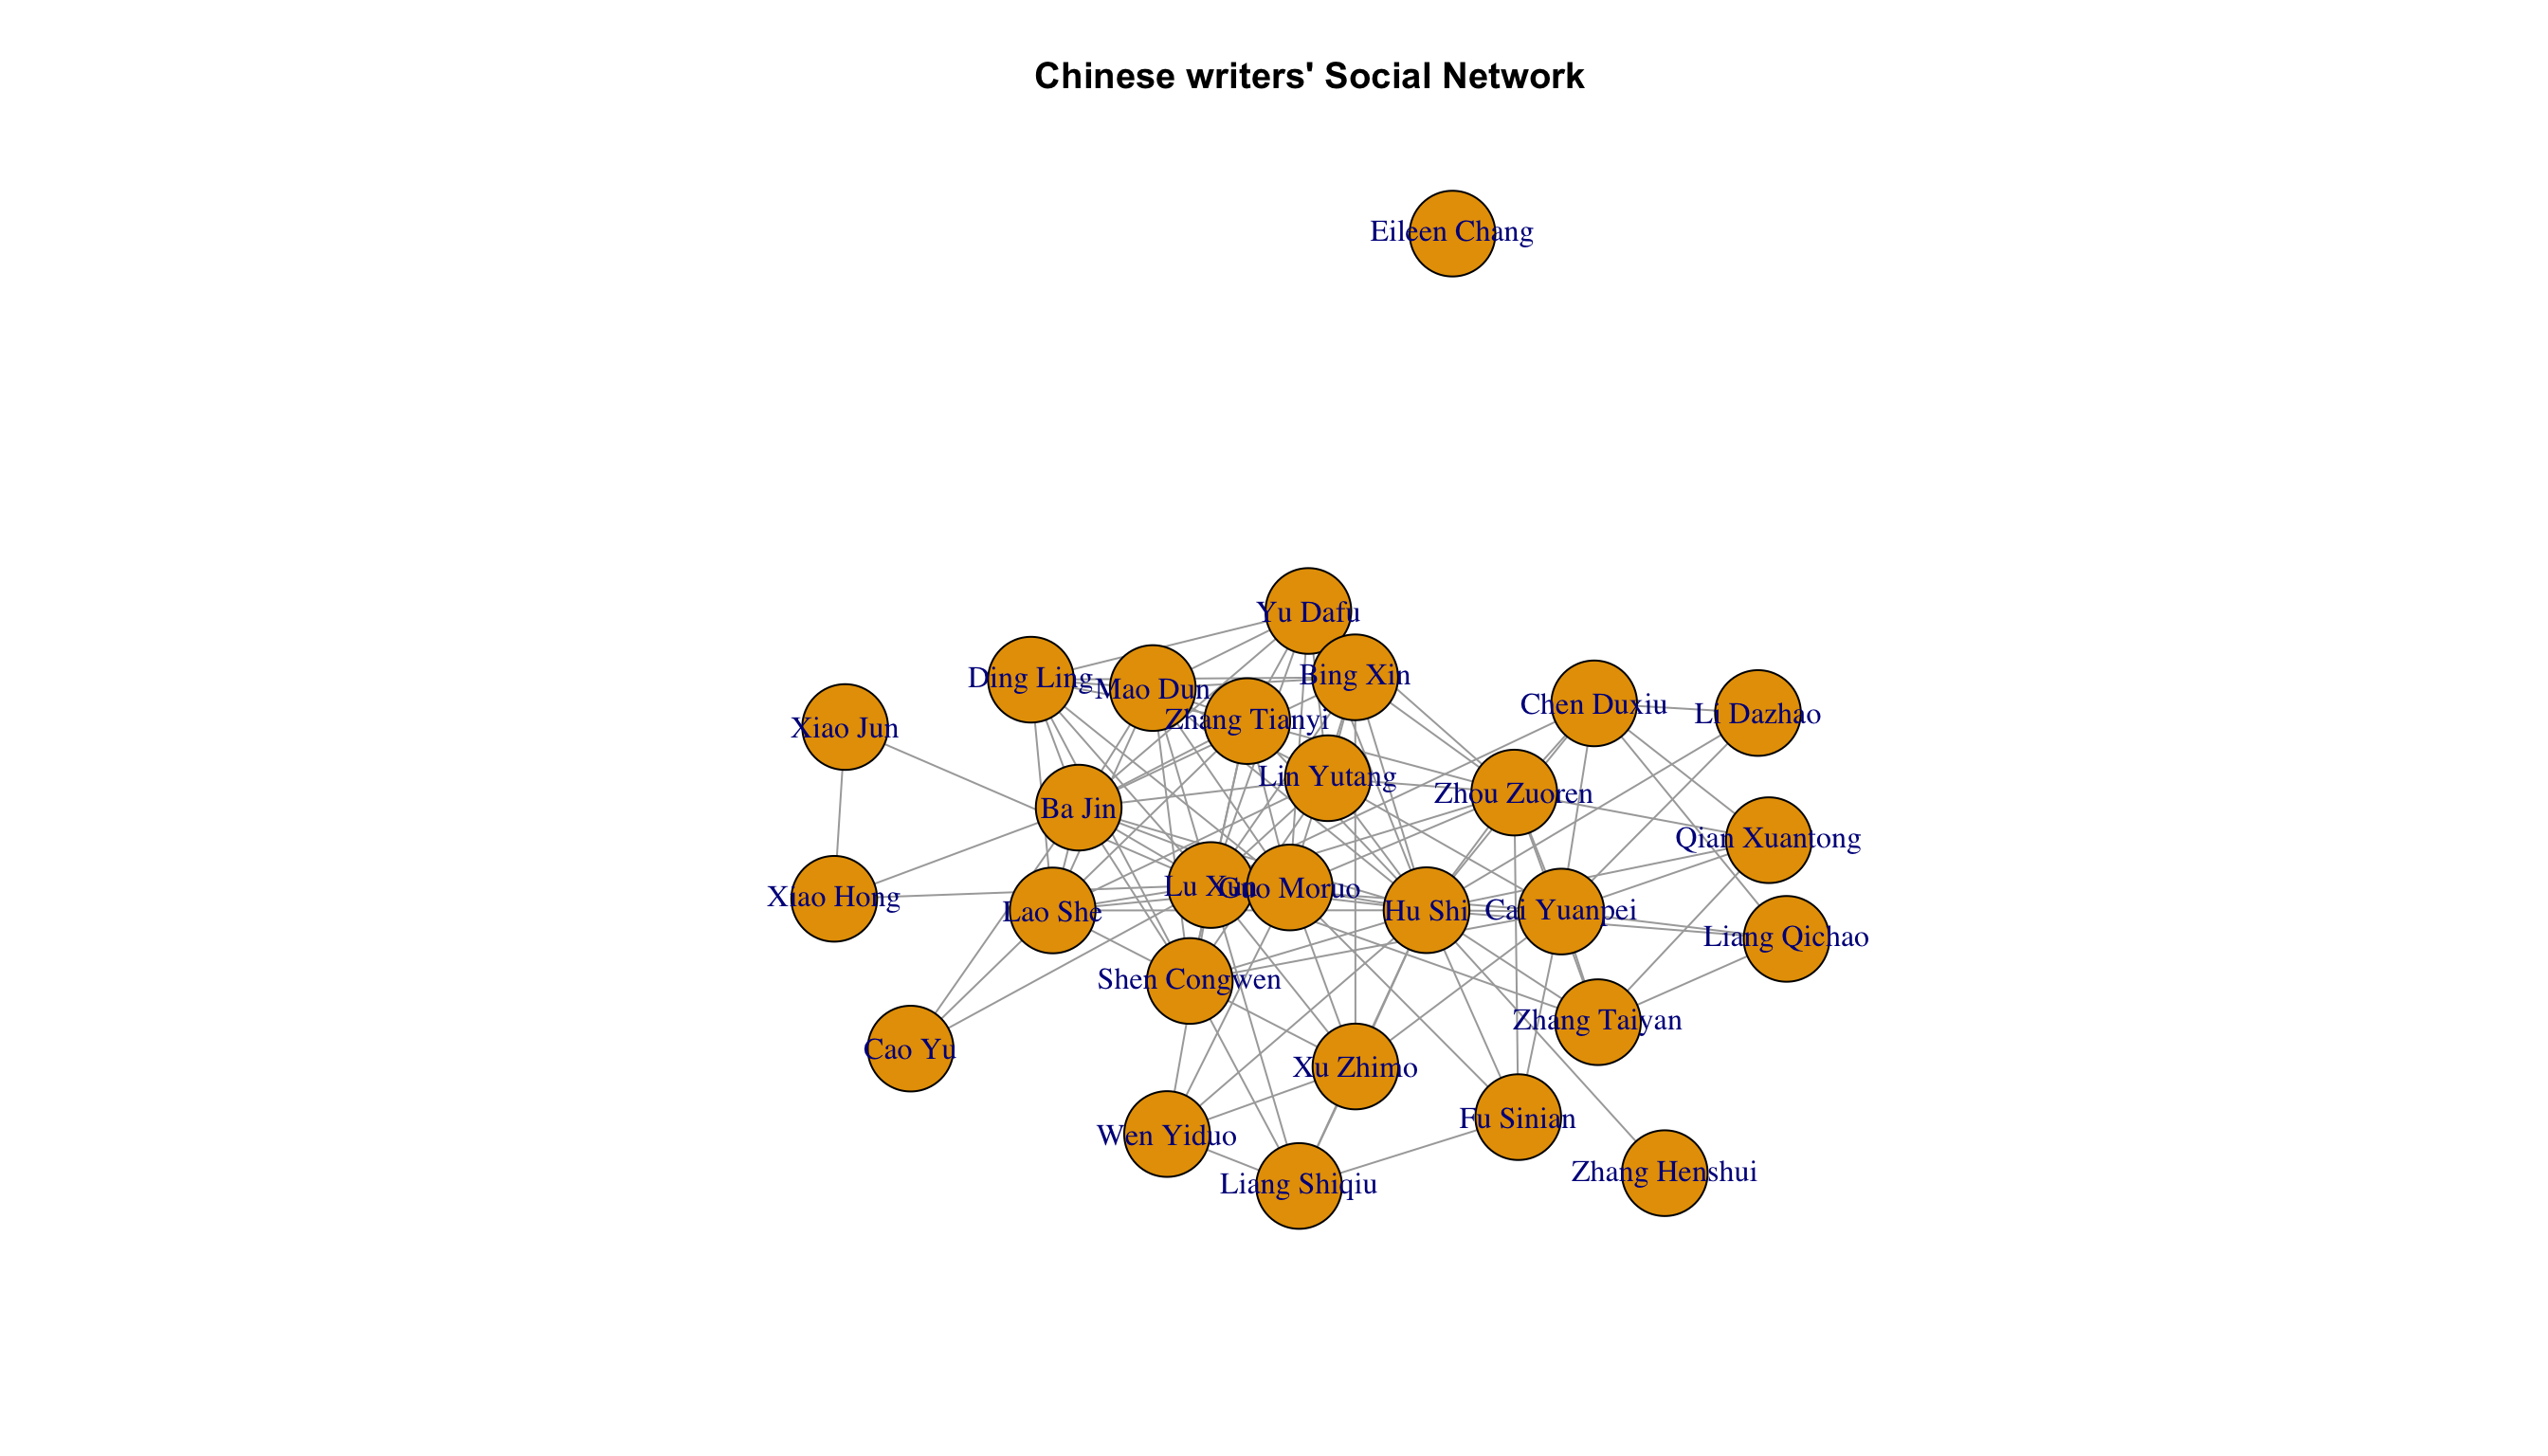 Chinese writers' Social Network
Eileen Chang
Yu Dafu
Ding Ling
Mao Dun
Bing Xin
Zhang Tianyi
Chen Duxiu
Li Dazhao
Xiao Jun
Lin Yutang
Zhou Zuoren
Ba Jin
Qian Xuantong
Xiao Hong
Lao She
Lu Xun
Guo Moruo
Hu Shi
Cai Yuanpei
Liang Qichao
Shen Congwen
Zhang Taiyan
Cao Yu
Xu Zhimo
Wen Yiduo
Fu Sinian
Liang Shiqiu
Zhang Henshui